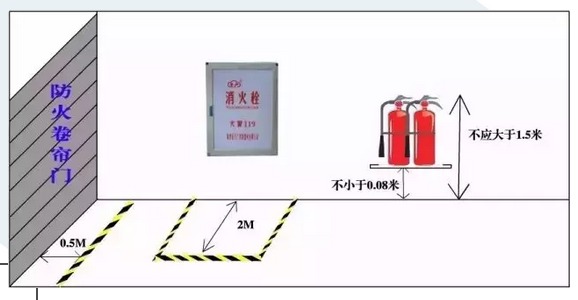 防火卷帘门
消火栓
火警119
不应大于1.5米
不小于0.08米
2M
0.5M